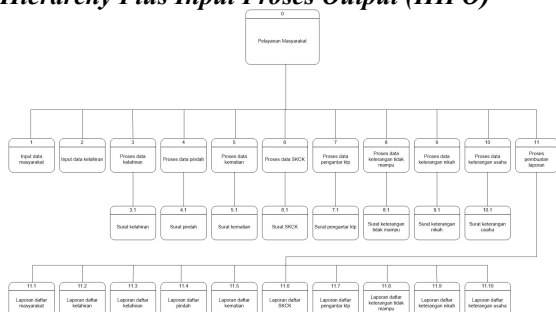 Hierarchy Plus Input Proses Output (HIPO)
0
Pelayanan Masyarakat
1
Input data
masyarakat
2
Input data kelahiran
3
Proses data
kelahiran
4
Proses data pindah
5
Proses data
kematian
6
Proses data SKCK
7
Proses data
pengantar ktp
8
Proses data
keterangan tidak
mampu
9
Proses data
keterangan nikah
10
Proses data
keterangan usaha
11
Proses
pembuatan
laporan
3.1
Surat kelahiran
4.1
Surat pindah
5.1
Surat kematian
6.1
Surat SKCK
7.1
Surat pengantar ktp
8.1
Surat keterangan
tidak mampu
9.1
Surat keterangan
nikah
10.1
Surat keterangan
usaha
11.1
Laporan daftar
masyarakat
11.2
Laporan daftar
kelahiran
11.3
Laporan daftar
kelahiran
11.4
Laporan daftar
pindah
11.5
Laporan daftar
kematian
11.6
Laporan daftar
SKCK
11.7
Laporan daftar
pengantar ktp
11.8
Laporan daftar
keterangan tidak
mampu
11.9
Laporan daftar
keterangan nikah
11.10
Laporan daftar
keterangan usaha